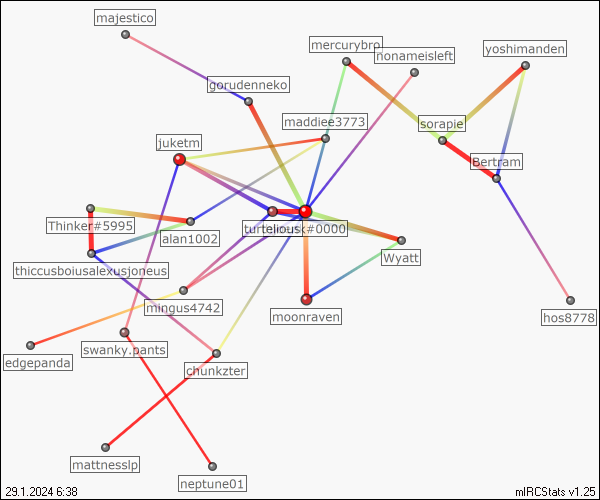 majestico
mercurybro
nonameisleft
yoshimanden
gorudenneko
maddiee3773
sorapie
juketm
Bertram
Thinker#5995
alan1002
#0000
Wyatt
thiccusboiusalexusjoneus
mingus4742
moonraven
hos8778
swanky.pants
edgepanda
chunkzter
mattnesslp
neptune01
29.1.2024 6:38
mIRCStats v1.25